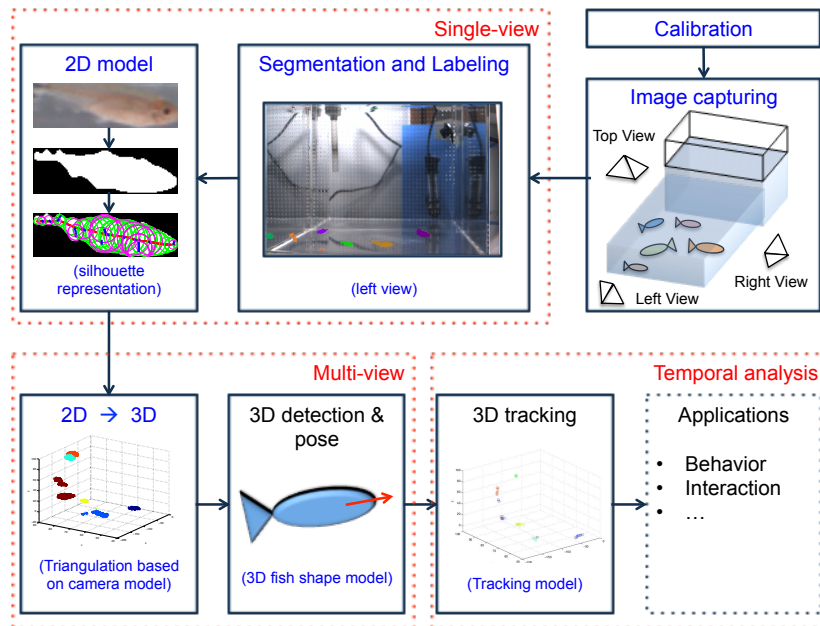 Single-view
2D model
(silhouette
representation)
Segmentation and Labeling
(left view)
Calibration
Image capturing
Top View
Left View
Right View
Multi-view
2D → 3D
(Triangulation based
on camera model)
3D detection &
pose
(3D fish shape model)
Temporal analysis
3D tracking
(Tracking model)
Applications
• Behavior
• Interaction
• …